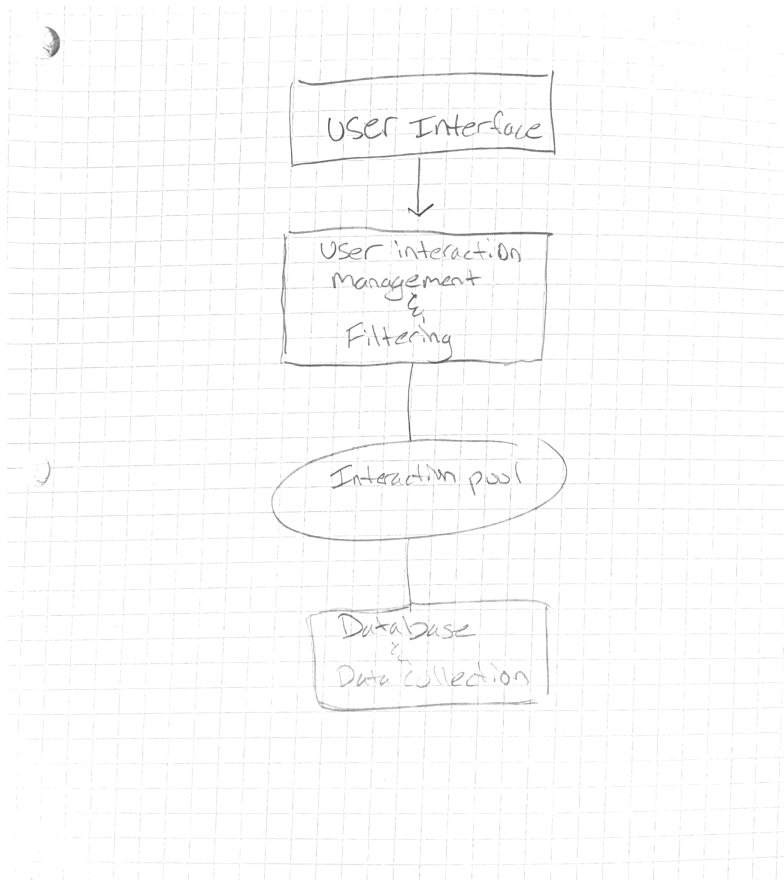 User Interface
User interaction
Management
&
Filtering
Interaction pool
Database
&
Data Collection